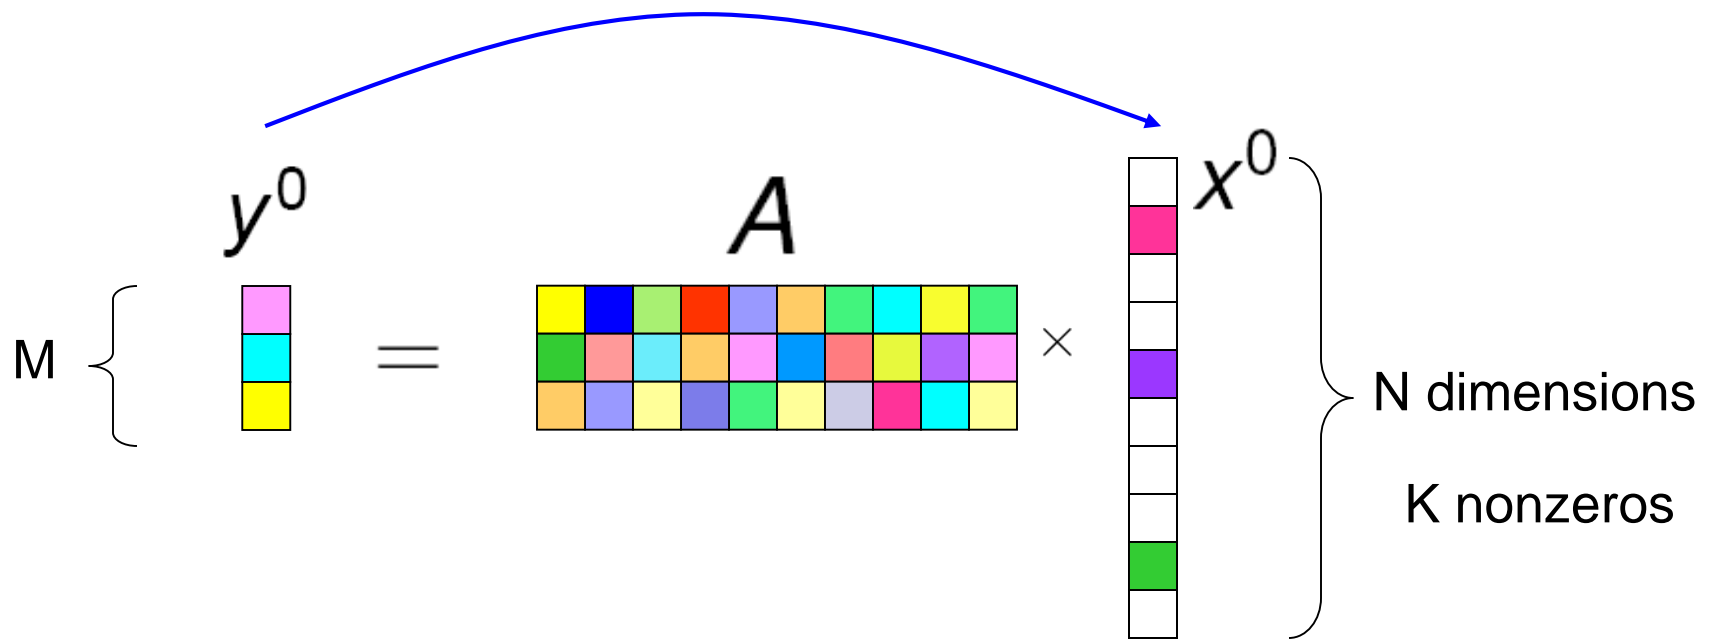 y⁰
A
x⁰
M
=
×
N dimensions
K nonzeros